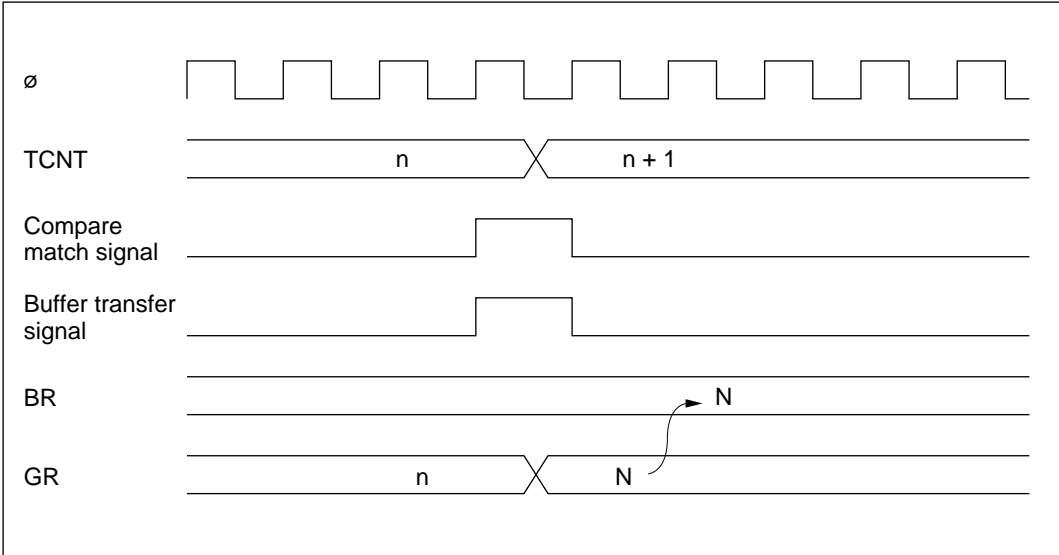 ø
TCNT
n
n + 1
Compare
match signal
Buffer transfer
signal
BR
N
GR
n
N